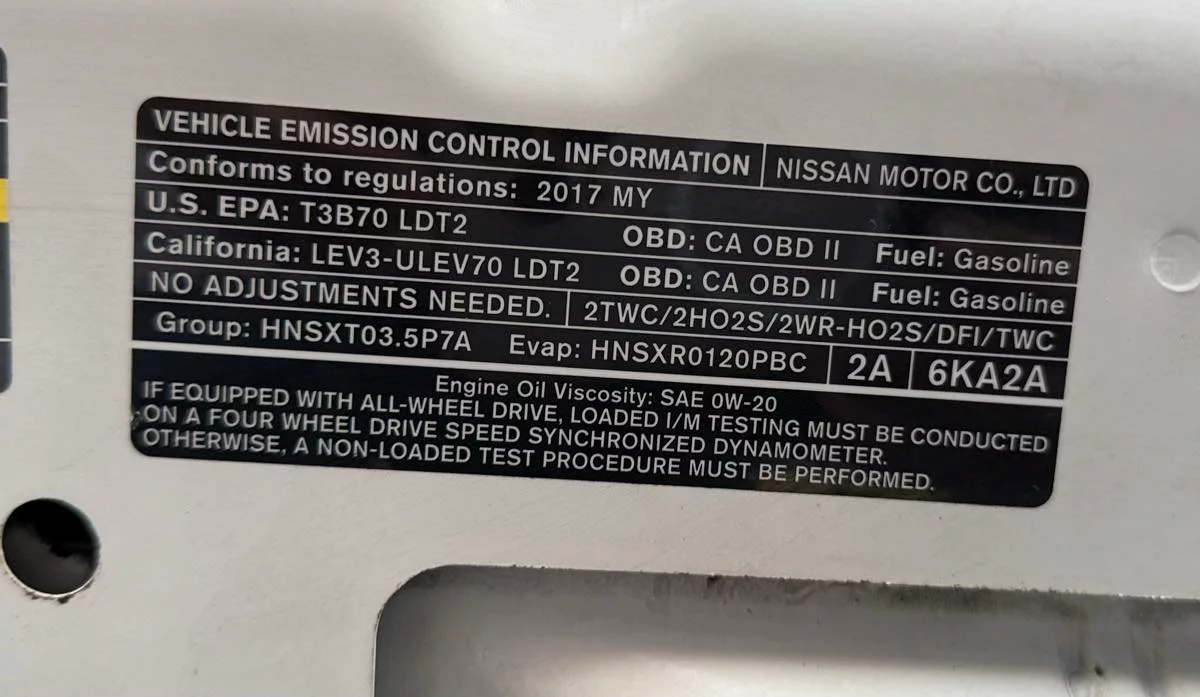 VEHICLE EMISSION CONTROL INFORMATION NISSAN MOTOR CO., LTD
Conforms to regulations: 2017 MY
U.S. EPA: T3B70 LDT2 OBD: CA OBD II Fuel: Gasoline
California: LEV3-ULEV70 LDT2 OBD: CA OBD II Fuel: Gasoline
NO ADJUSTMENTS NEEDED. 2TWC/2HO2S/2WR-HO2S/DFI/TWC
Group: HNSXT03.5P7A Evap: HNSXR0120PBC 2A 6KA2A
Engine Oil Viscosity: SAE 0W-20
IF EQUIPPED WITH ALL-WHEEL DRIVE, LOADED I/M TESTING MUST BE CONDUCTED
ON A FOUR WHEEL DRIVE SPEED SYNCHRONIZED DYNAMOMETER.
OTHERWISE, A NON-LOADED TEST PROCEDURE MUST BE PERFORMED.